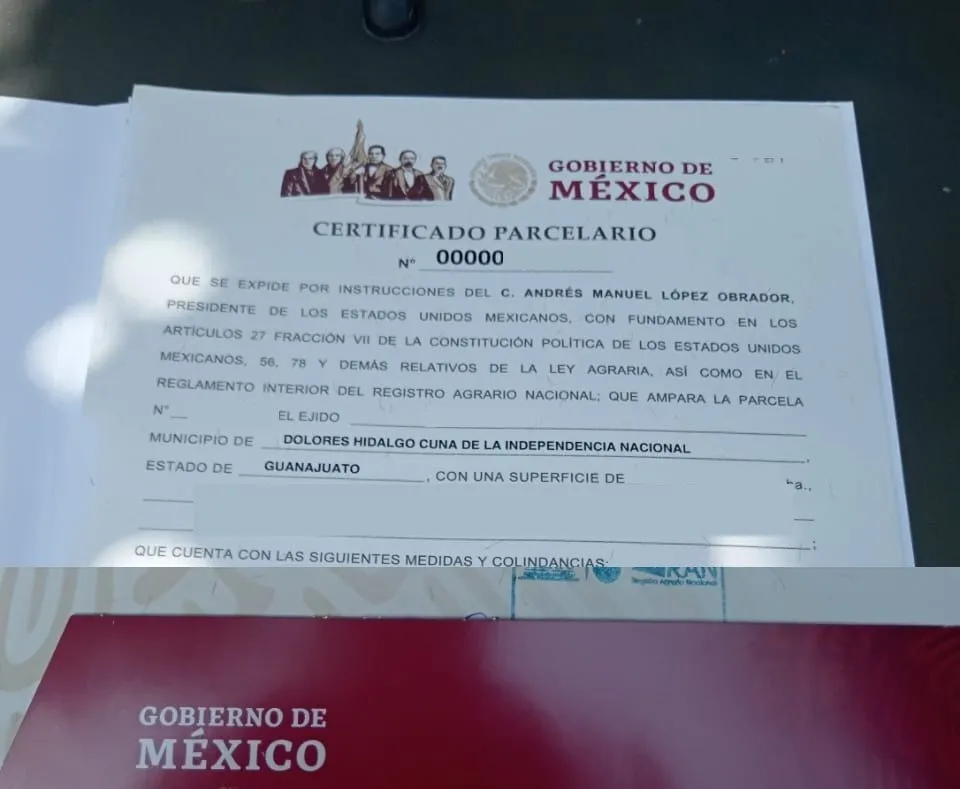 GOBIERNO DE
MÉXICO
CERTIFICADO PARCELARIO
N° 00000
QUE SE EXPIDE POR INSTRUCCIONES DEL C. ANDRÉS MANUEL LÓPEZ OBRADOR,
PRESIDENTE DE LOS ESTADOS UNIDOS MEXICANOS, CON FUNDAMENTO EN LOS
ARTÍCULOS 27 FRACCIÓN VII DE LA CONSTITUCIÓN POLÍTICA DE LOS ESTADOS UNIDOS
MEXICANOS, 56, 78 Y DEMÁS RELATIVOS DE LA LEY AGRARIA, ASÍ COMO EN EL
REGLAMENTO INTERIOR DEL REGISTRO AGRARIO NACIONAL; QUE AMPARA LA PARCELA
N° EL EJIDO
MUNICIPIO DE DOLORES HIDALGO CUNA DE LA INDEPENDENCIA NACIONAL,
ESTADO DE GUANAJUATO, CON UNA SUPERFICIE DE a.,
;
QUE CUENTA CON LAS SIGUIENTES MEDIDAS Y COLINDANCIAS:
RAN
Registro Agrario Nacional
GOBIERNO DE
MÉXICO